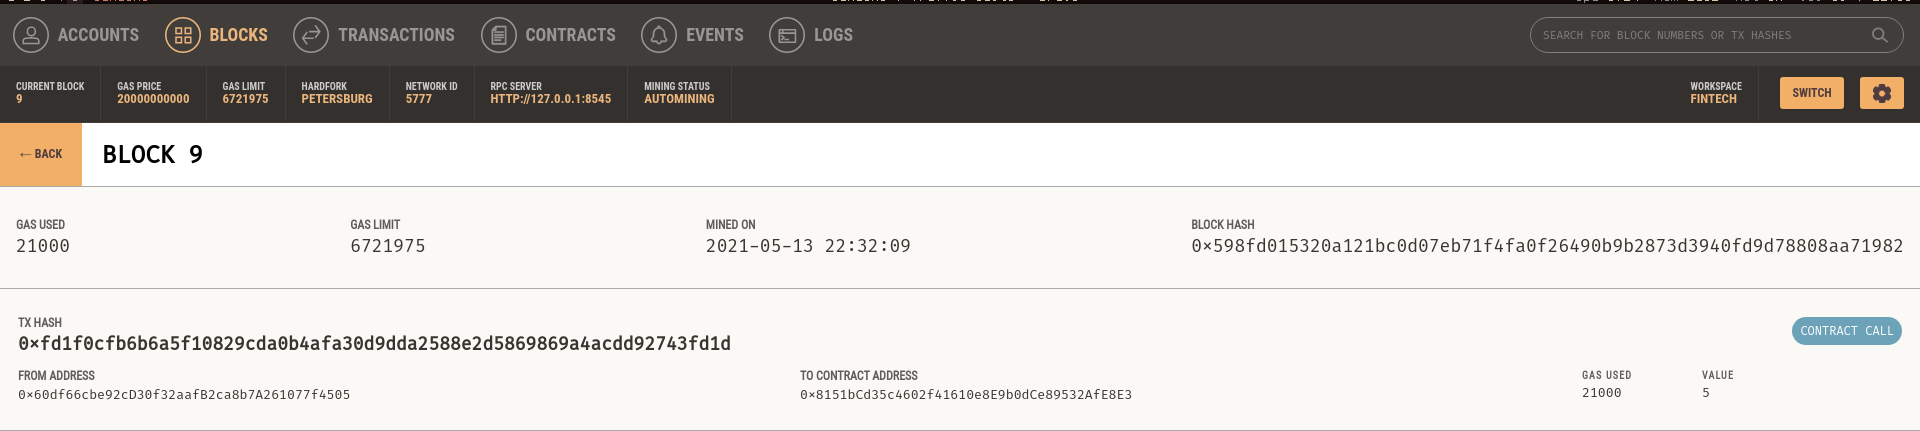 ACCOUNTS BLOCKS TRANSACTIONS CONTRACTS EVENTS LOGS SEARCH FOR BLOCK NUMBERS OR TX HASHES
CURRENT BLOCK GAS PRICE GAS LIMIT HARDFORK NETWORK ID RPC SERVER MINING STATUS WORKSPACE
9 20000000000 6721975 PETERSBURG 5777 HTTP://127.0.0.1:8545 AUTOMINING FINTECH SWITCH
← BACK BLOCK 9
GAS USED GAS LIMIT MINED ON BLOCK HASH
21000 6721975 2021-05-13 22:32:09 0×598fd015320a121bc0d07eb71f4fa0f26490b9b2873d3940fd9d78808aa71982
TX HASH
0×fd1f0cfb6b6a5f10829cda0b4afa30d9dda2588e2d5869869a4acdd92743fd1d CONTRACT CALL
FROM ADDRESS TO CONTRACT ADDRESS GAS USED VALUE
0×60df66cbe92cD30f32aafB2ca8b7A261077f4505 0×8151bCd35c4602f41610e8E9b0dCe89532AfE8E3 21000 5